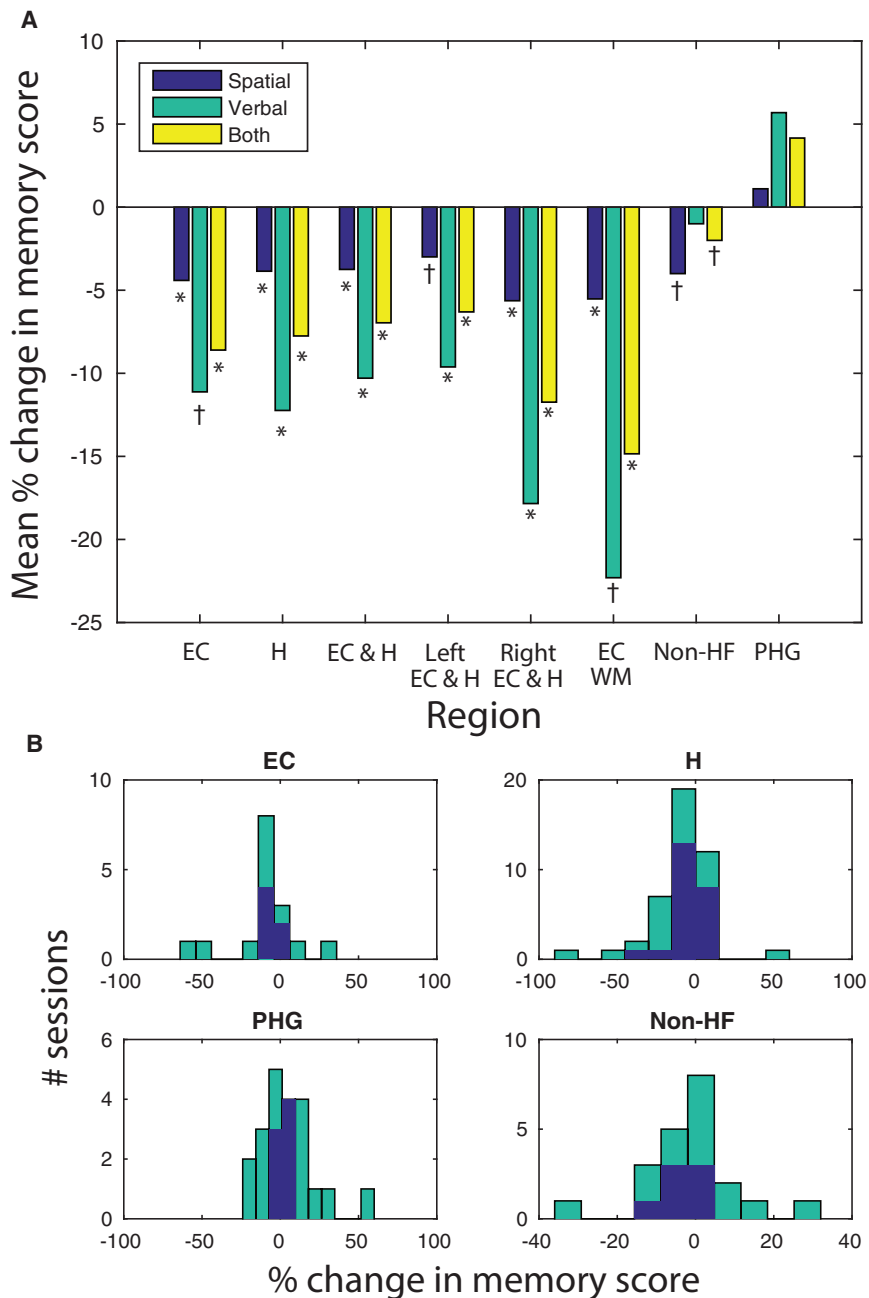 A
Mean % change in memory score
10
5
0
-5
-10
-15
-20
-25
Spatial
Verbal
Both
* † * * * * * * * † * * * * * * † * † †
EC
H
EC & H
Left
EC & H
Right
EC & H
EC
WM
Non-HF
PHG
Region
B
# sessions
EC
10
5
0
-100 -50 0 50 100
H
20
10
0
-100 -50 0 50 100
PHG
6
4
2
0
-100 -50 0 50 100
Non-HF
10
5
0
-40 -20 0 20 40
% change in memory score